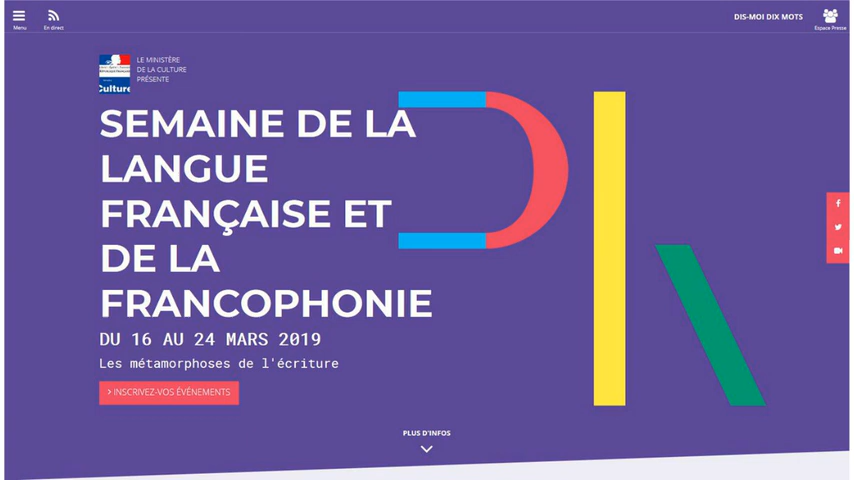 DIS-MOI DIX MOTS
Menu
En direct
Espace Presse
LE MINISTÈRE
DE LA CULTURE
PRÉSENTE
Culture
SEMAINE DE LA
LANGUE
FRANÇAISE ET
DE LA
FRANCOPHONIE
DU 16 AU 24 MARS 2019
Les métamorphoses de l'écriture
› INSCRIVEZ-VOS ÉVÉNEMENTS
PLUS D'INFOS